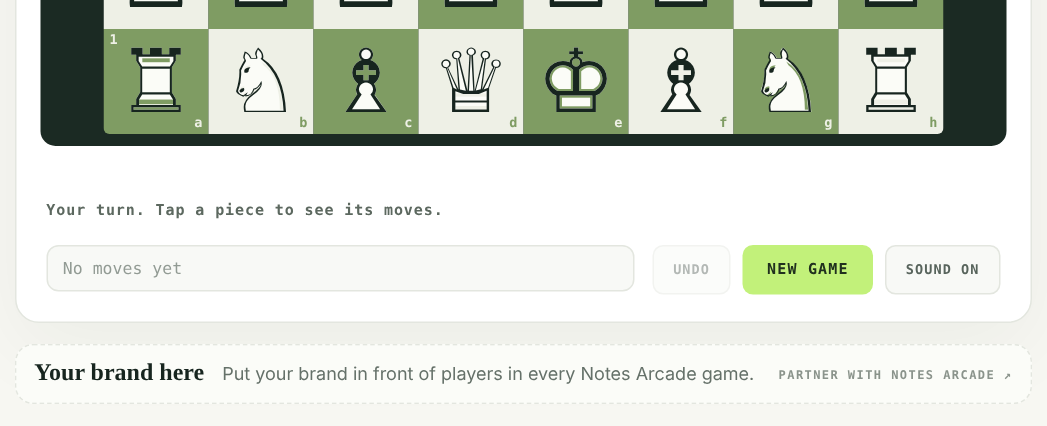 1
a b c d e f g h
Your turn. Tap a piece to see its moves.
No moves yet UNDO NEW GAME SOUND ON
Your brand here Put your brand in front of players in every Notes Arcade game. PARTNER WITH NOTES ARCADE ↗